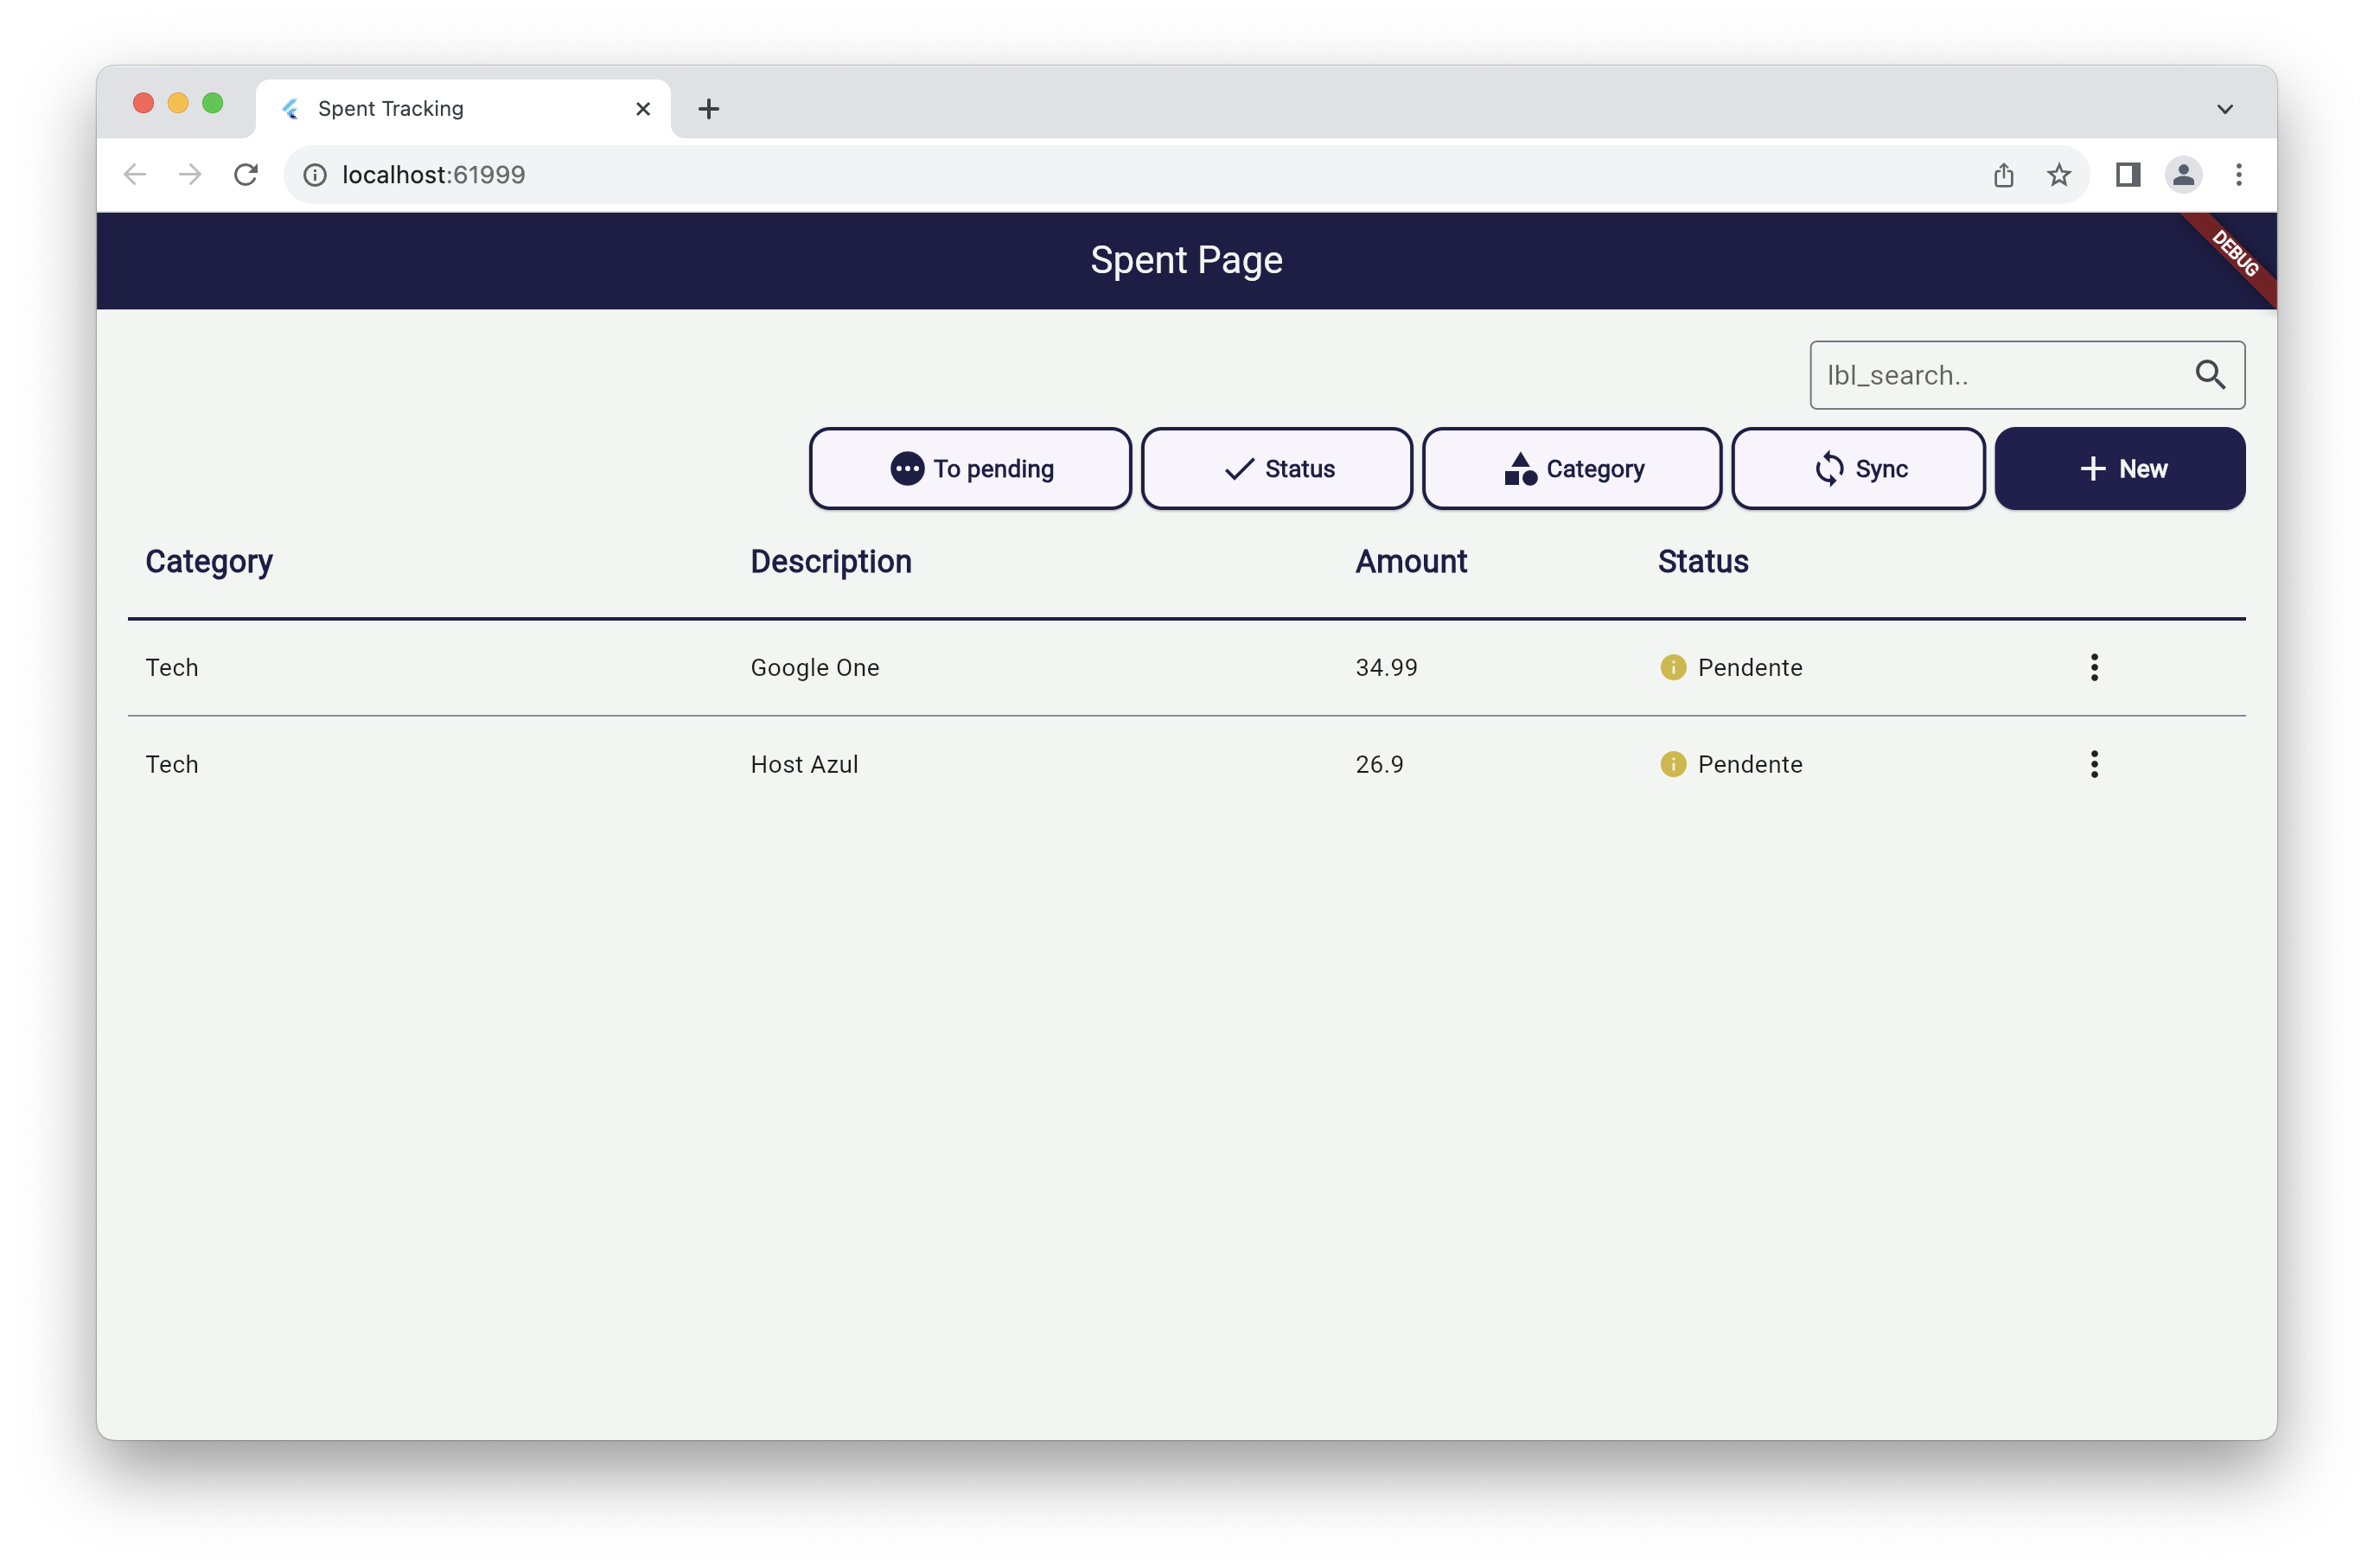 Spent Tracking
localhost:61999
Spent Page
DEBUG
lbl_search..
To pending Status Category Sync New
Category Description Amount Status
Tech Google One 34.99 Pendente
Tech Host Azul 26.9 Pendente